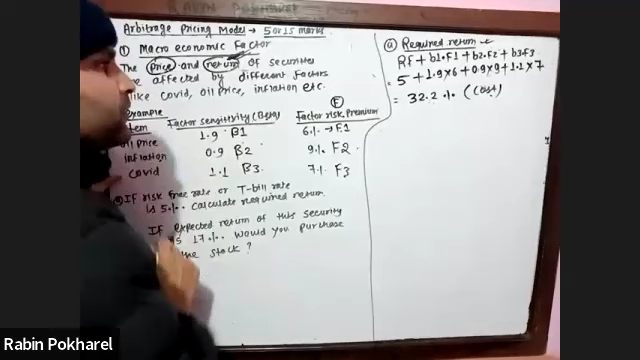 Arbitrage Pricing Model → 5 or 15 marks
① Macro economic Factor
The price and return of securities
are affected by different factors
like covid, oil price, inflation etc.
Example
Item Factor sensitivity (Beta) Factor risk Premium (F)
oil price 1.9 β1 6% → F1
inflation 0.9 β2 9% F2
Covid 1.1 β3 7% F3
If risk free rate or T-bill rate
is 5%. Calculate required return.
If expected return of this security
is 17%. Would you purchase
the stock?
a) Required return
RF + b1.F1 + b2.F2 + b3.F3
= 5 + 1.9×6 + 0.9×9 + 1.1×7
= 32.2% (Cost)
Rabin Pokharel